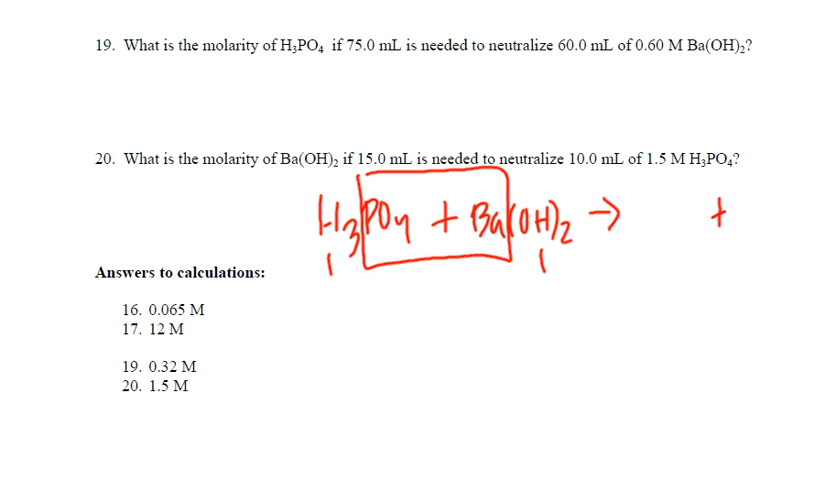 19. What is the molarity of H₃PO₄ if 75.0 mL is needed to neutralize 60.0 mL of 0.60 M Ba(OH)₂?
20. What is the molarity of Ba(OH)₂ if 15.0 mL is needed to neutralize 10.0 mL of 1.5 M H₃PO₄?
H₃PO₄ + Ba(OH)₂ → +
Answers to calculations:
16. 0.065 M
17. 12 M
19. 0.32 M
20. 1.5 M